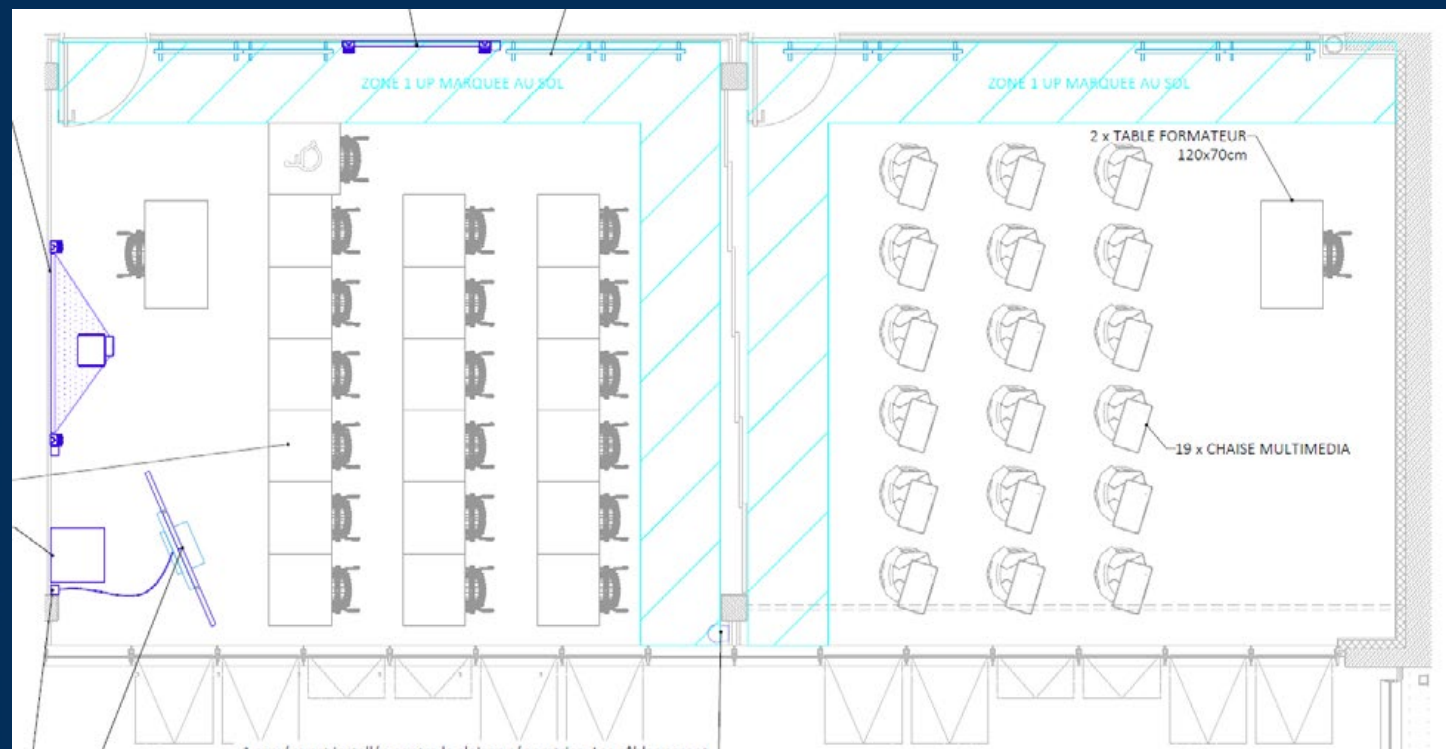 ZONE 1 UP MARQUEE AU SOL
ZONE 1 UP MARQUEE AU SOL
2 x TABLE FORMATEUR
120x70cm
19 x CHAISE MULTIMEDIA